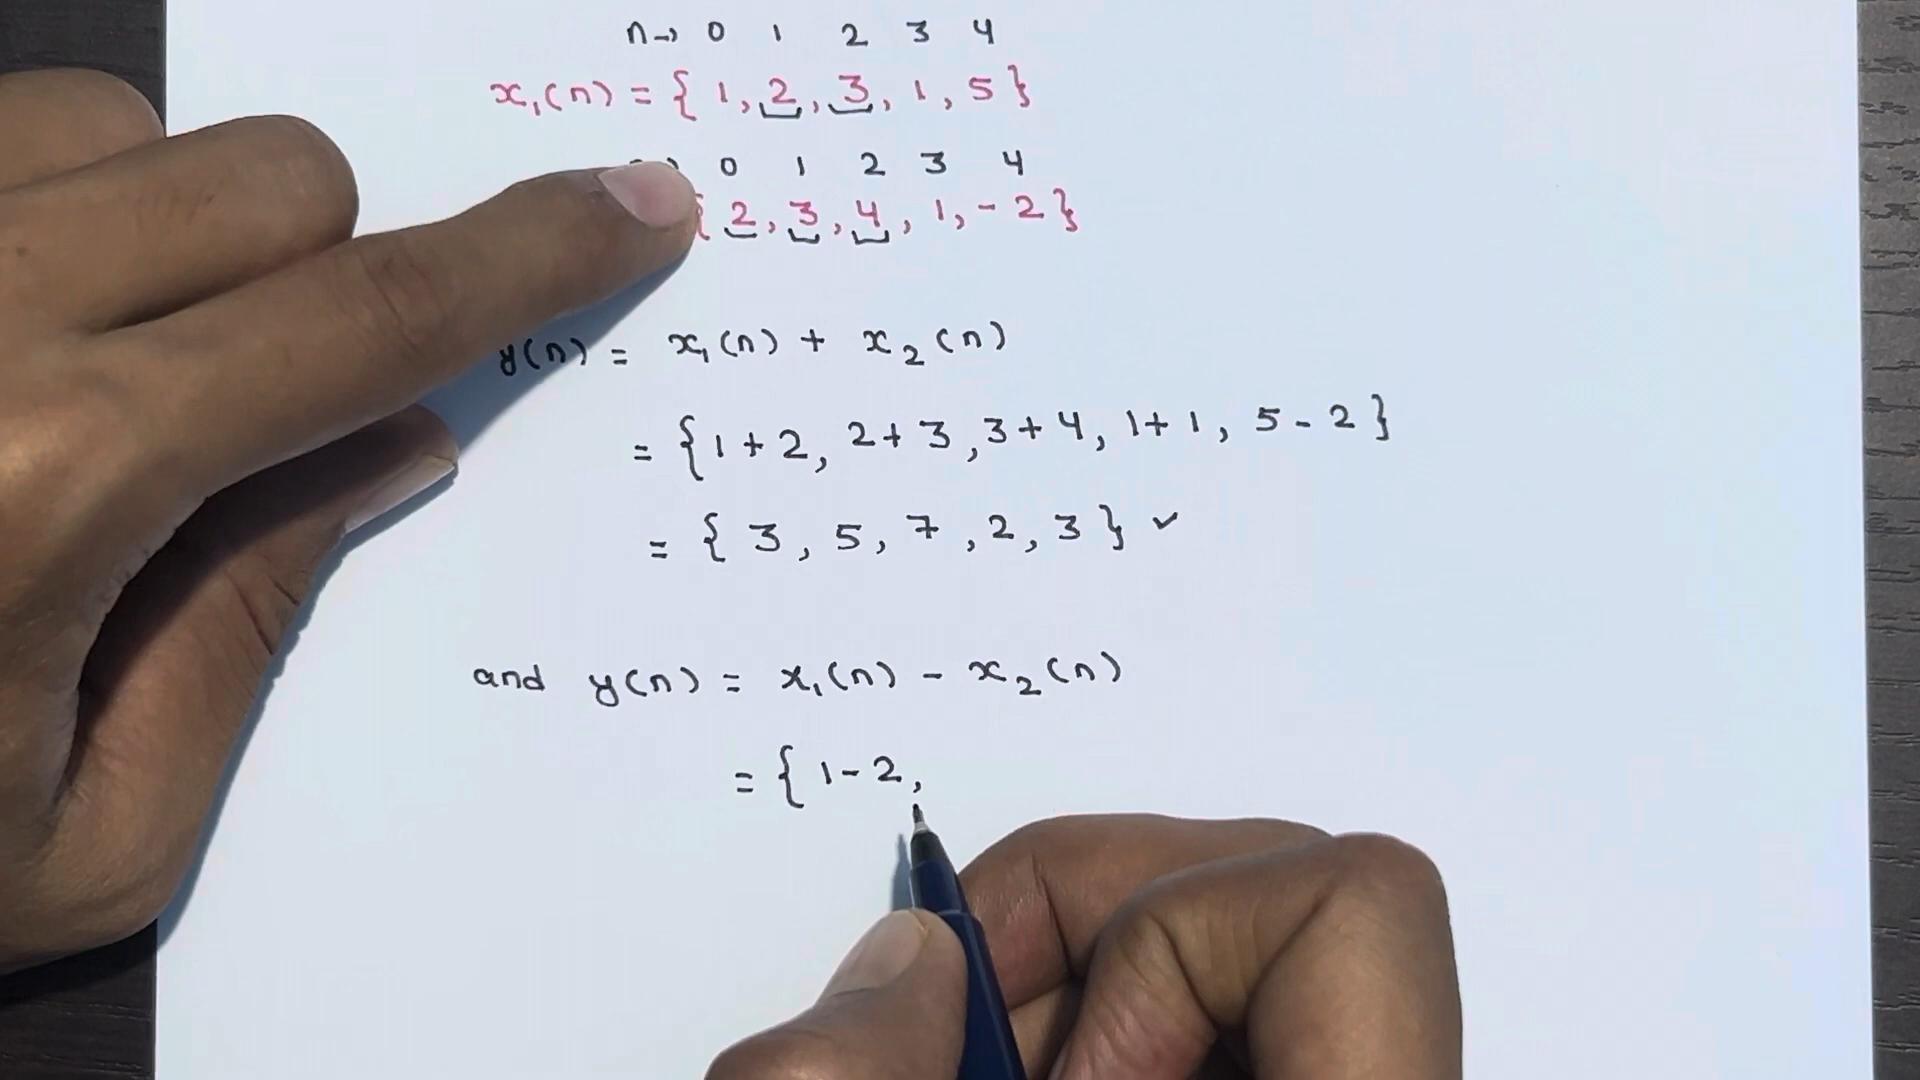 n→ 0 1 2 3 4
x₁(n) = { 1, 2, 3, 1, 5 }
0 1 2 3 4
{ 2, 3, 4, 1, -2 }
y(n) = x₁(n) + x₂(n)
= { 1+2, 2+3, 3+4, 1+1, 5-2 }
= { 3, 5, 7, 2, 3 } ✓
and y(n) = x₁(n) - x₂(n)
= { 1-2,